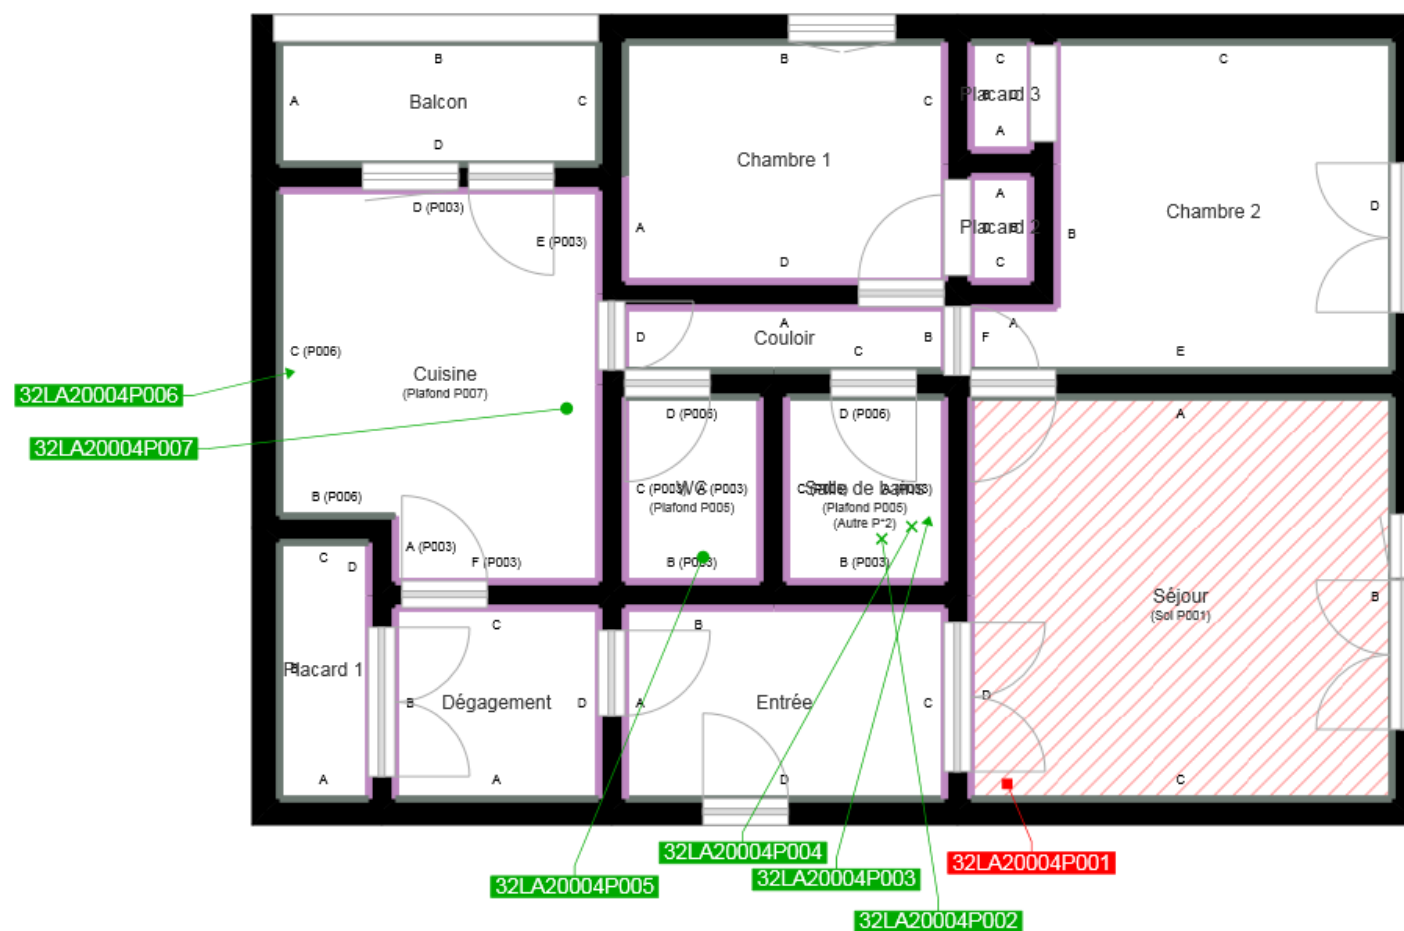 B
B
C
C
A
Balcon
C
C
Placard 3
A
D
A
Chambre 1
D (P003)
E (P003)
A
D
A
Placard 2
C
Chambre 2
D
B
C (P006)
Cuisine
(Plafond P007)
D
A
Couloir
C
B
F
A
E
32LA20004P006
32LA20004P007
B (P006)
A (P003)
F (P003)
D (P006)
C (P003)
A (P003)
WC
(Plafond P005)
B (P003)
D (P006)
Salle de bains
(Plafond P005)
B (P003)
A
Séjour
(Sol P001)
B
D
C
C
D
B
Placard 1
A
C
B
Dégagement
D
A
B
A
Entrée
C
D
32LA20004P004
32LA20004P001
32LA20004P005
32LA20004P003
32LA20004P002